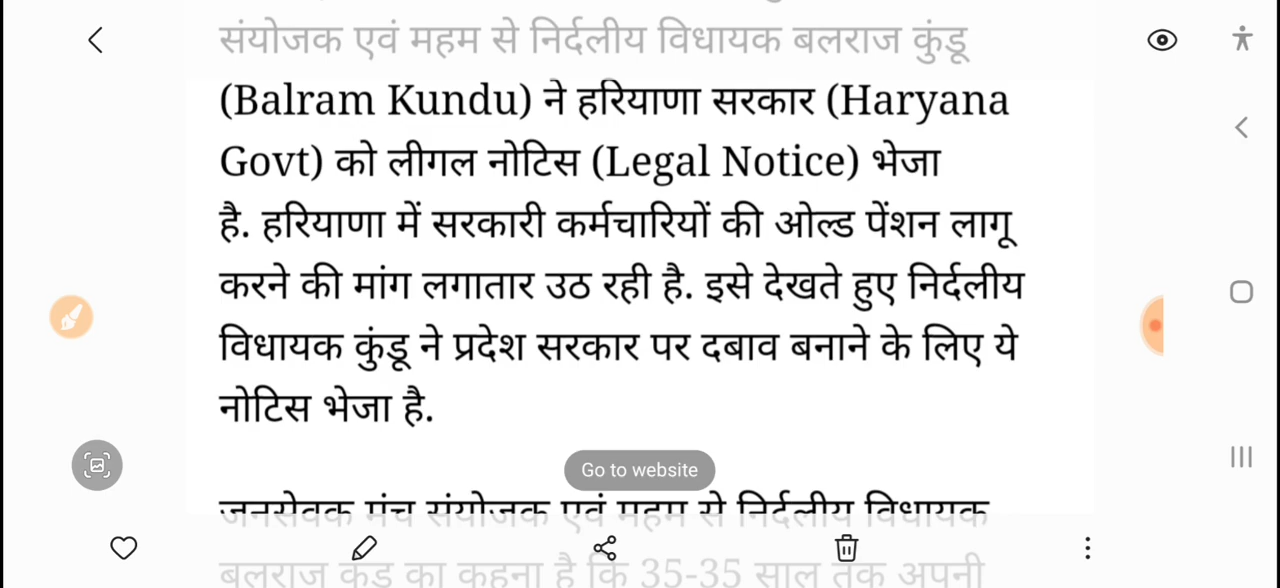 संयोजक एवं महम से निर्दलीय विधायक बलराज कुंडू
(Balram Kundu) ने हरियाणा सरकार (Haryana
Govt) को लीगल नोटिस (Legal Notice) भेजा
है. हरियाणा में सरकारी कर्मचारियों की ओल्ड पेंशन लागू
करने की मांग लगातार उठ रही है. इसे देखते हुए निर्दलीय
विधायक कुंडू ने प्रदेश सरकार पर दबाव बनाने के लिए ये
नोटिस भेजा है.
Go to website
जनसेवक मंच संयोजक एवं महम से निर्दलीय विधायक
बलराज कुंडू का कहना है कि 35-35 साल तक अपनी